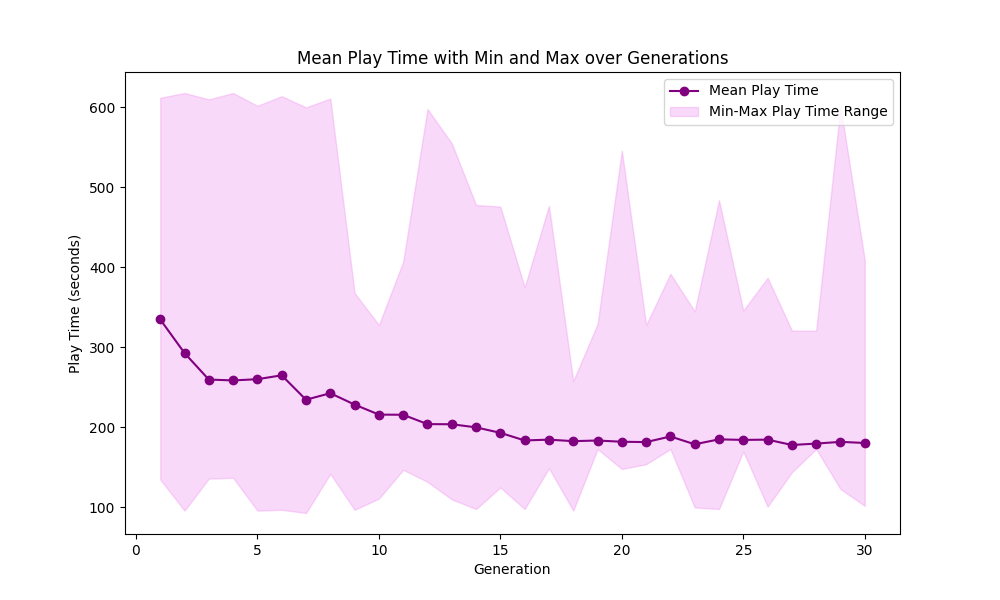 Mean Play Time with Min and Max over Generations
Mean Play Time
Min-Max Play Time Range
Play Time (seconds)
600
500
400
300
200
100
0 5 10 15 20 25 30
Generation